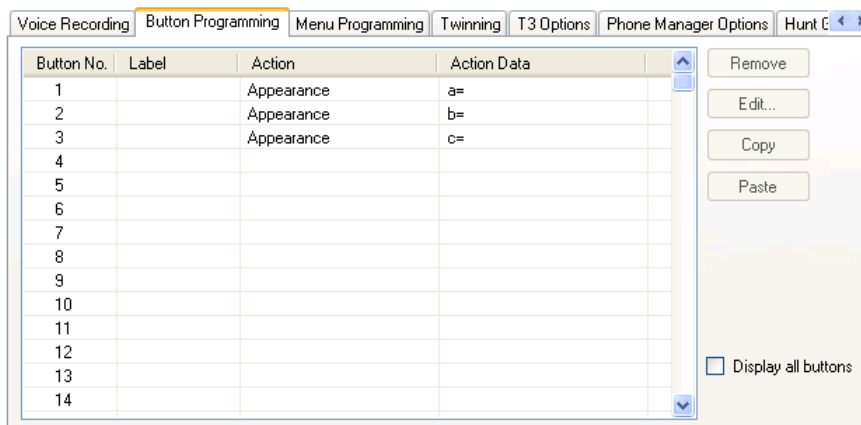 Voice Recording Button Programming Menu Programming Twinning T3 Options Phone Manager Options Hunt
Button No. Label Action Action Data
1 Appearance a=
2 Appearance b=
3 Appearance c=
4
5
6
7
8
9
10
11
12
13
14
Remove
Edit...
Copy
Paste
Display all buttons